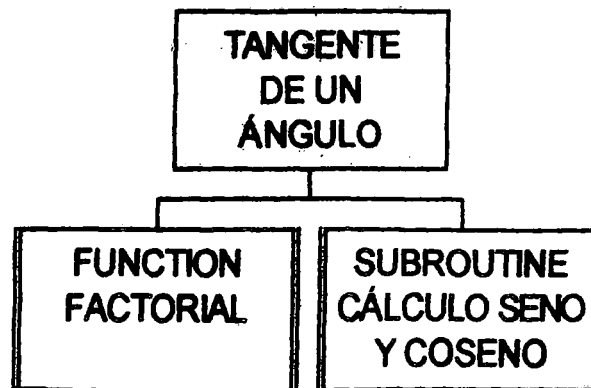 TANGENTE
DE UN
ÁNGULO
FUNCTION
FACTORIAL
SUBROUTINE
CÁLCULO SENO
Y COSENO